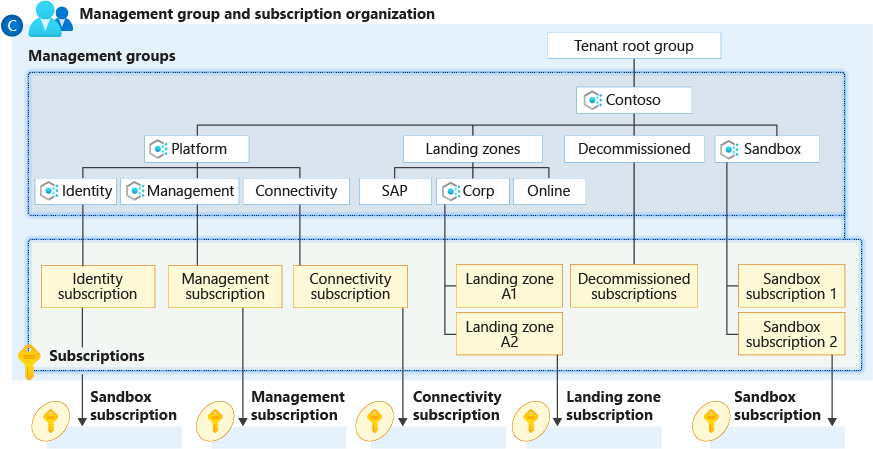 C
Management group and subscription organization
Management groups
Tenant root group
Contoso
Platform
Landing zones
Decommissioned
Sandbox
Identity
Management
Connectivity
SAP
Corp
Online
Identity
subscription
Management
subscription
Connectivity
subscription
Landing zone
A1
Decommissioned
subscriptions
Sandbox
subscription 1
Landing zone
A2
Sandbox
subscription 2
Subscriptions
Sandbox
subscription
Management
subscription
Connectivity
subscription
Landing zone
subscription
Sandbox
subscription